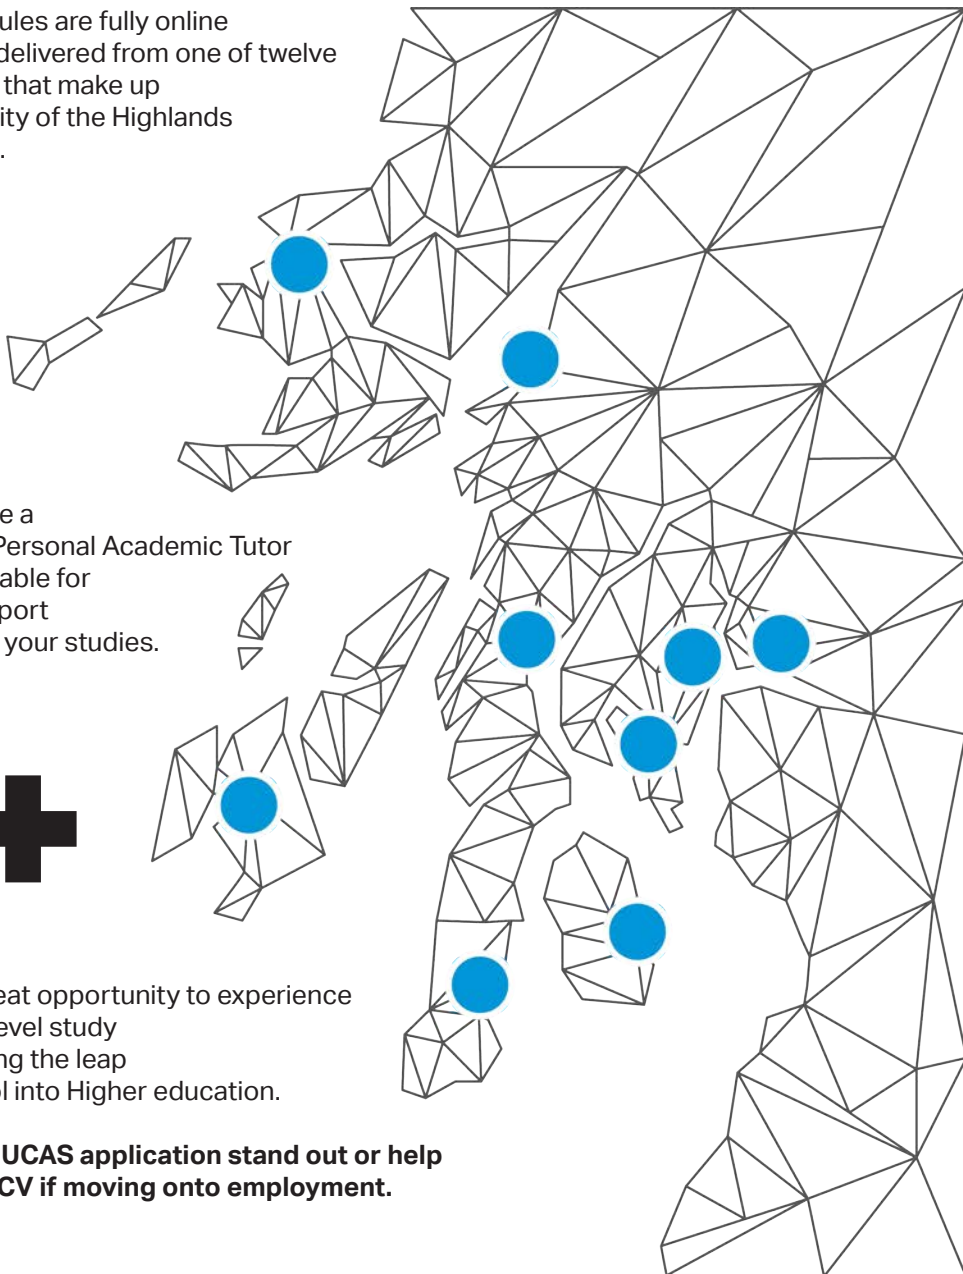 ules are fully online
delivered from one of twelve
that make up
ity of the Highlands
.
e a
Personal Academic Tutor
able for
port
your studies.
eat opportunity to experience
evel study
ng the leap
ol into Higher education.
UCAS application stand out or help
CV if moving onto employment.